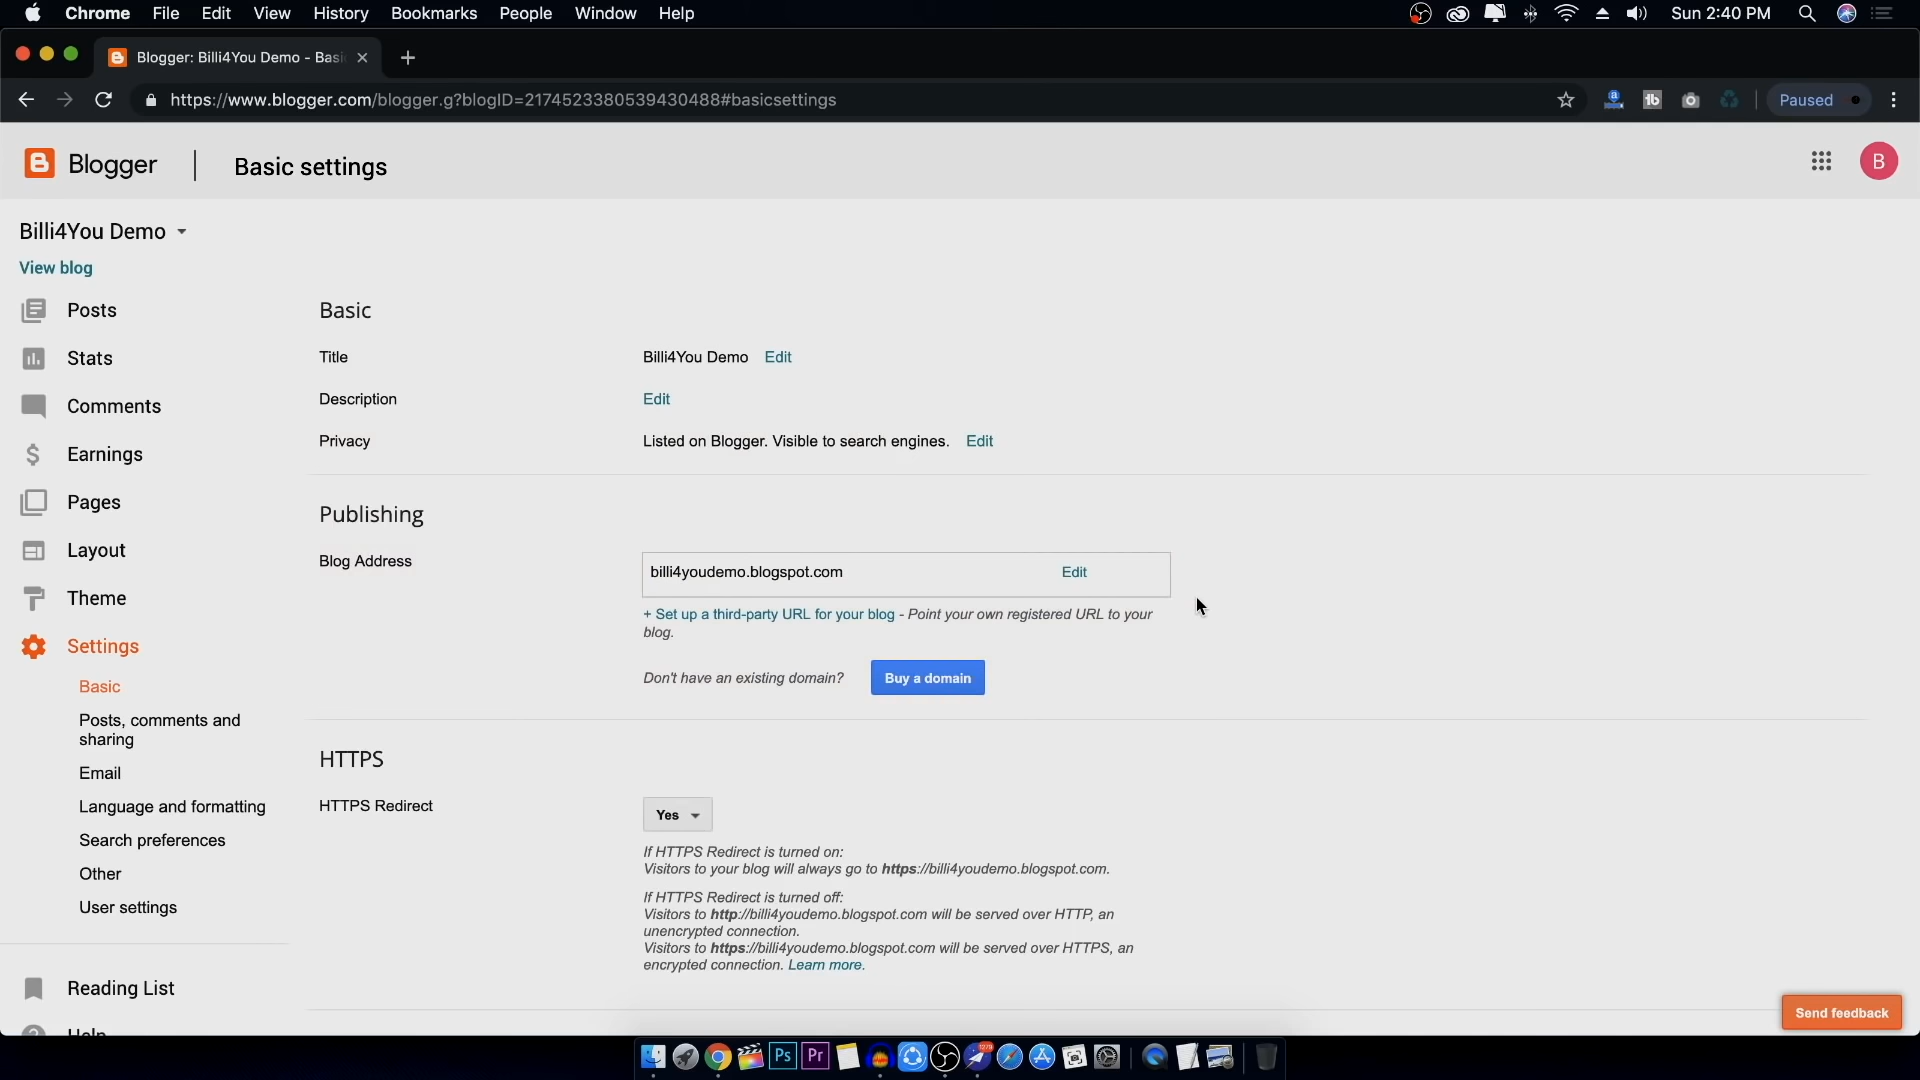 Chrome File Edit View History Bookmarks People Window Help Sun 2:40 PM
Blogger: Billi4You Demo - Basi
https://www.blogger.com/blogger.g?blogID=2174523380539430488#basicsettings Paused
Blogger Basic settings B
Billi4You Demo
View blog
Posts
Stats
Comments
Earnings
Pages
Layout
Theme
Settings
Basic
Posts, comments and
sharing
Email
Language and formatting
Search preferences
Other
User settings
Reading List
Help
Basic
Title Billi4You Demo Edit
Description Edit
Privacy Listed on Blogger. Visible to search engines. Edit
Publishing
Blog Address billi4youdemo.blogspot.com Edit
+ Set up a third-party URL for your blog - Point your own registered URL to your
blog.
Don't have an existing domain? Buy a domain
HTTPS
HTTPS Redirect Yes
If HTTPS Redirect is turned on:
Visitors to your blog will always go to https://billi4youdemo.blogspot.com.
If HTTPS Redirect is turned off:
Visitors to http://billi4youdemo.blogspot.com will be served over HTTP, an
unencrypted connection.
Visitors to https://billi4youdemo.blogspot.com will be served over HTTPS, an
encrypted connection. Learn more.
Send feedback
Ps Pr